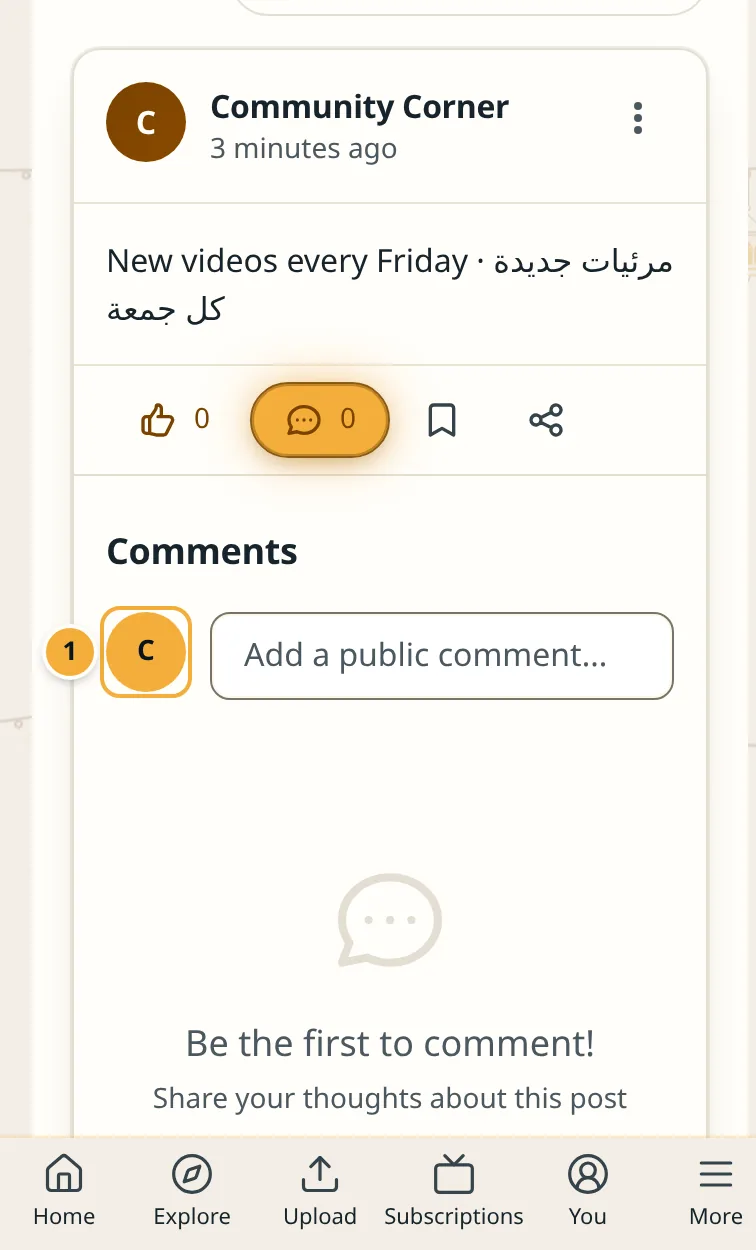 C
Community Corner
3 minutes ago
New videos every Friday · مرئيات جديدة
كل جمعة
0 0
Comments
1 C Add a public comment...
Be the first to comment!
Share your thoughts about this post
Home Explore Upload Subscriptions You More